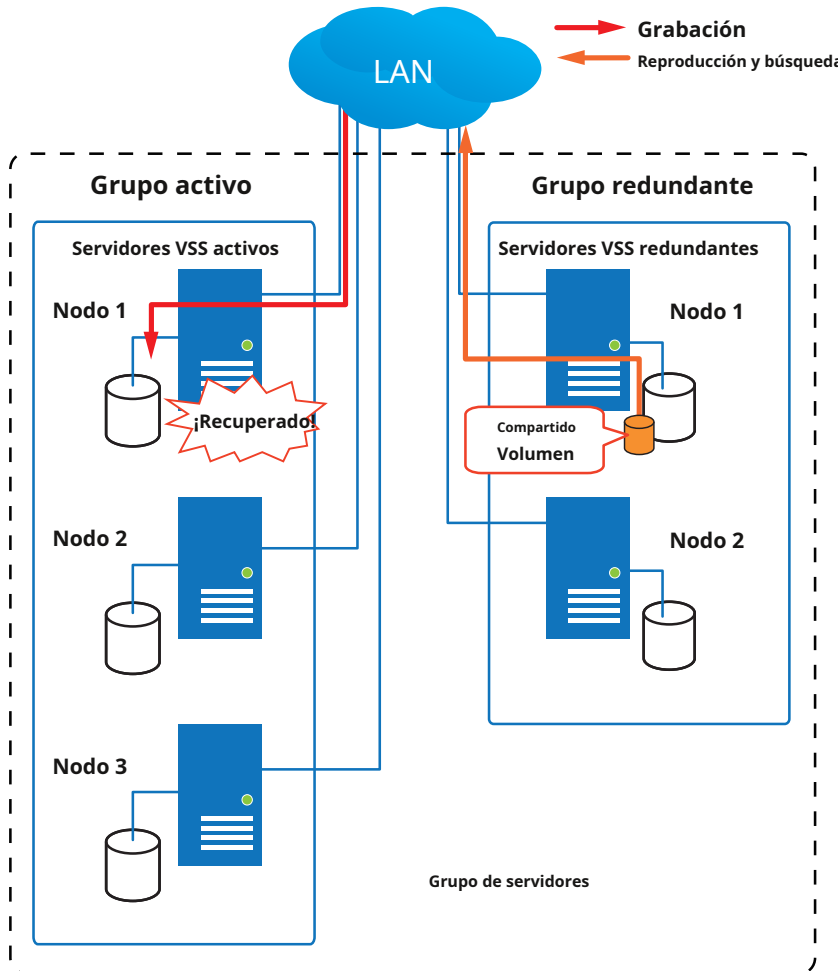 LAN
Grabación
Reproducción y búsqueda
Grupo activo
Grupo redundante
Servidores VSS activos
Servidores VSS redundantes
Nodo 1
Nodo 1
¡Recuperado!
Compartido
Volumen
Nodo 2
Nodo 2
Nodo 3
Grupo de servidores